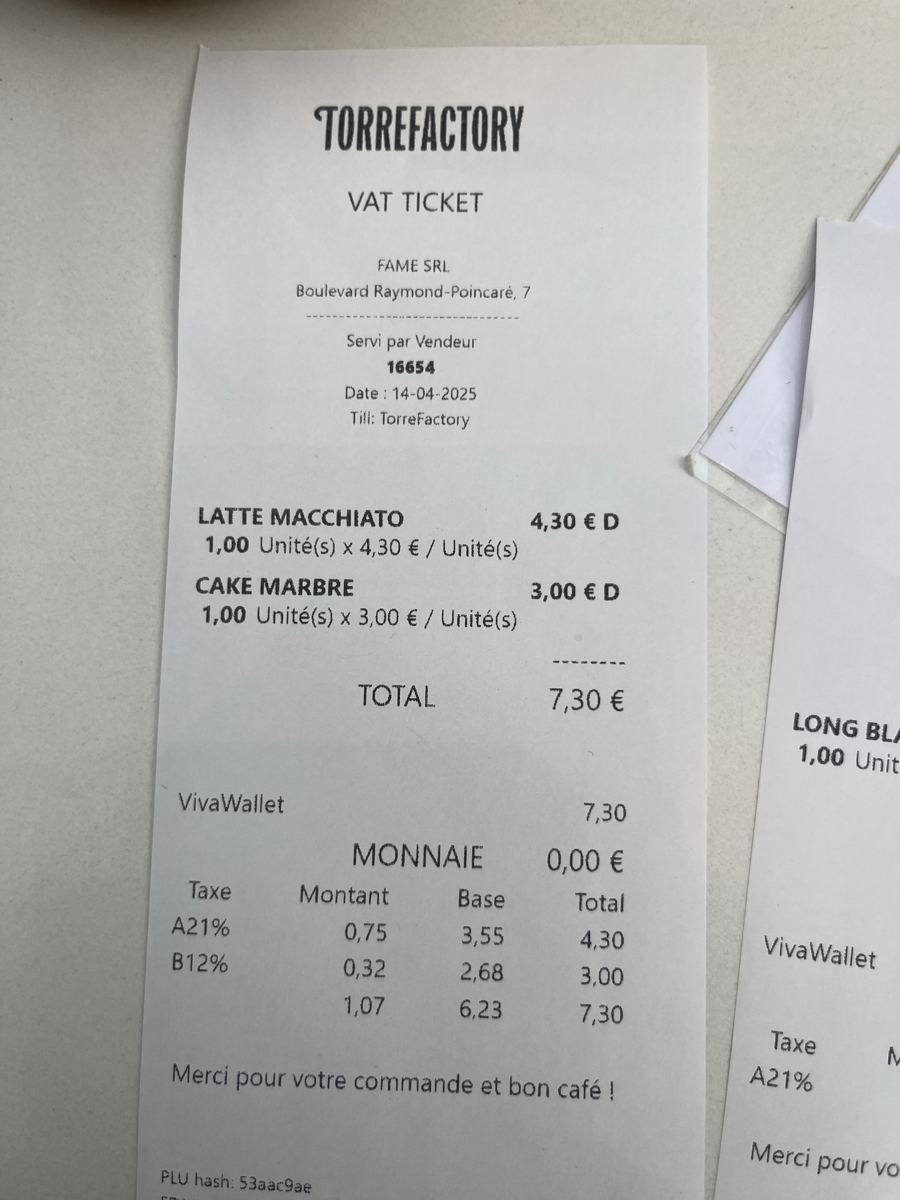 TORREFACTORY
VAT TICKET
FAME SRL
Boulevard Raymond-Poincaré, 7
--------------------------------------
Servi par Vendeur
16654
Date : 14-04-2025
Till: TorreFactory
LATTE MACCHIATO 4,30 € D
1,00 Unité(s) x 4,30 € / Unité(s)
CAKE MARBRE 3,00 € D
1,00 Unité(s) x 3,00 € / Unité(s)
--------
TOTAL 7,30 €
VivaWallet 7,30
MONNAIE 0,00 €
Taxe Montant Base Total
A21% 0,75 3,55 4,30
B12% 0,32 2,68 3,00
1,07 6,23 7,30
Merci pour votre commande et bon café !
PLU hash: 53aac9ae
LONG
1,00
VivaWallet
Taxe
A21%
Merci pour